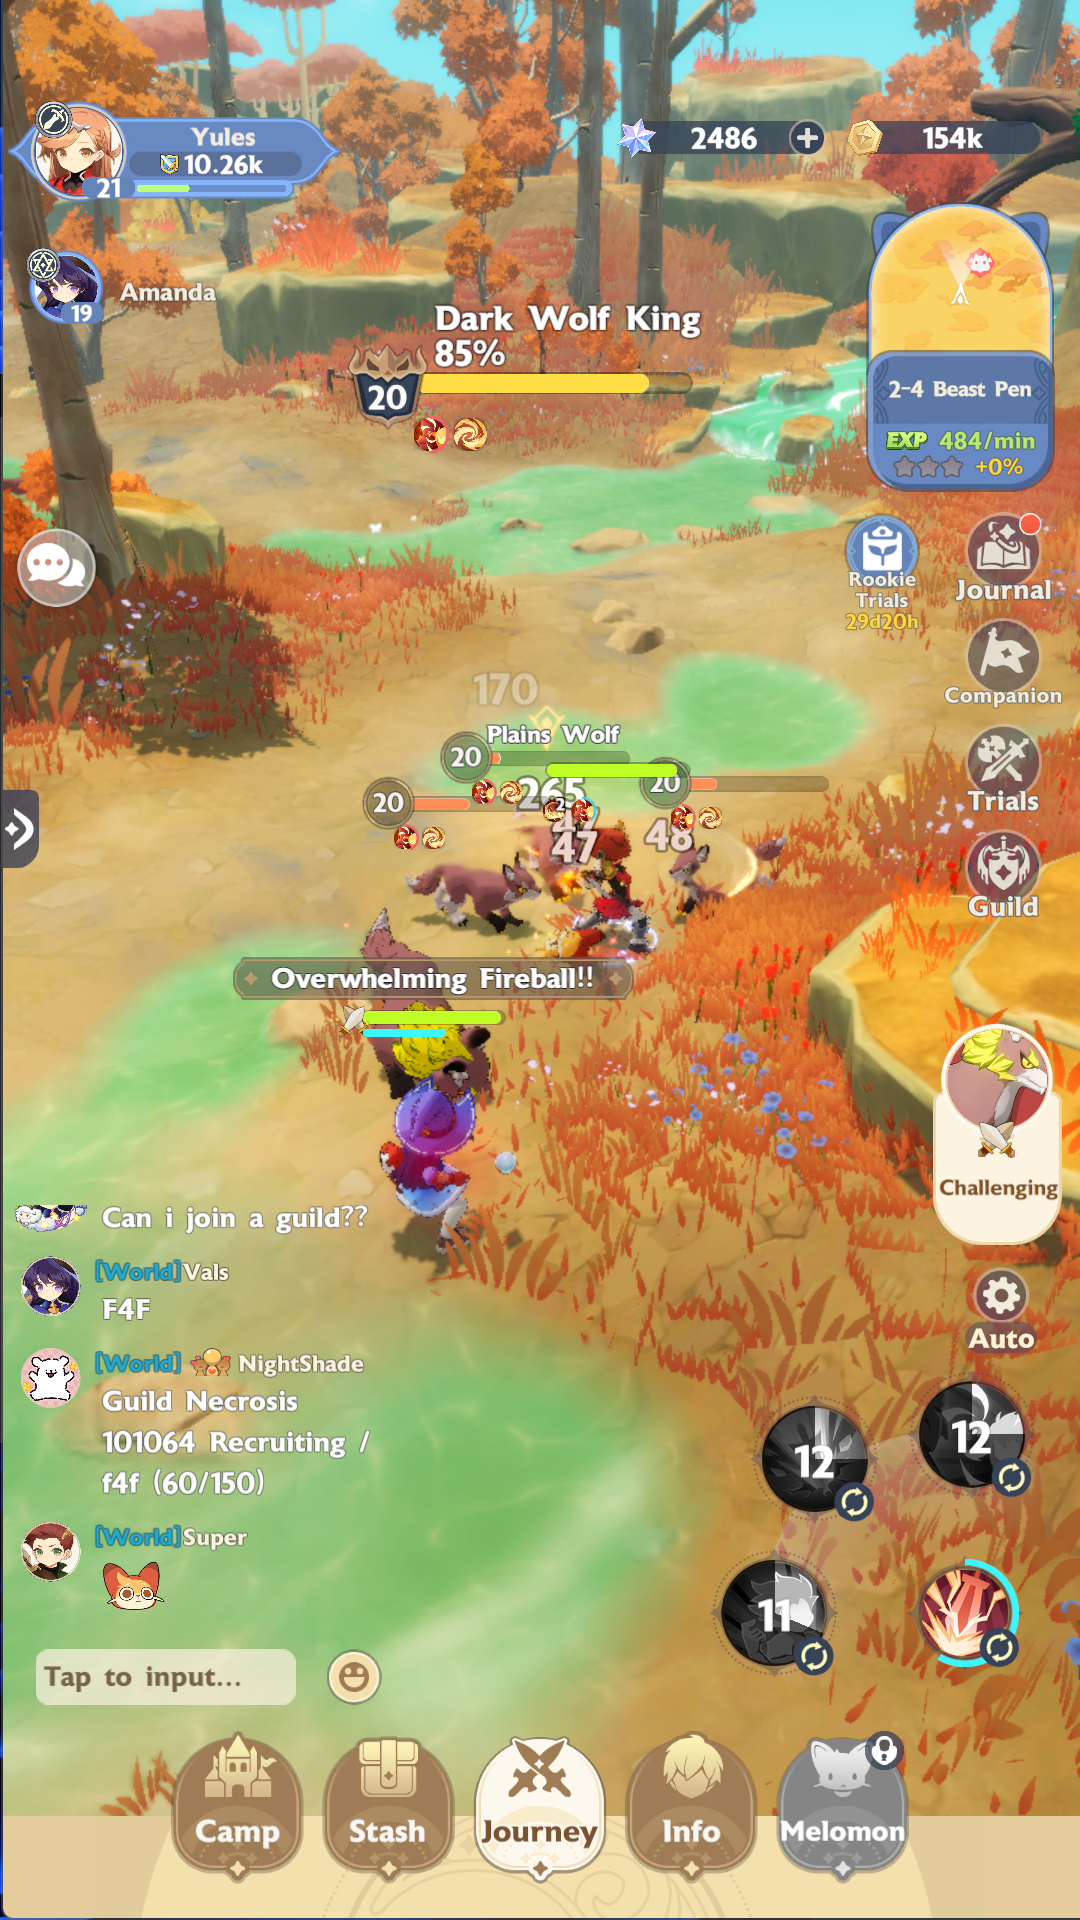 Yules
10.26k
21
2486
154k
Amanda
19
Dark Wolf King
85%
20
2-4 Beast Pen
EXP 484/min
+0%
Rookie
Trials
29d20h
Journal
Companion
Trials
Guild
170
Plains Wolf
20
20
20
265
2
47
48
Overwhelming Fireball!!
Challenging
Auto
Can i join a guild??
[World]Vals
F4F
[World] NightShade
Guild Necrosis
101064 Recruiting /
f4f (60/150)
[World]Super
12
12
11
Tap to input...
Camp
Stash
Journey
Info
Melomon